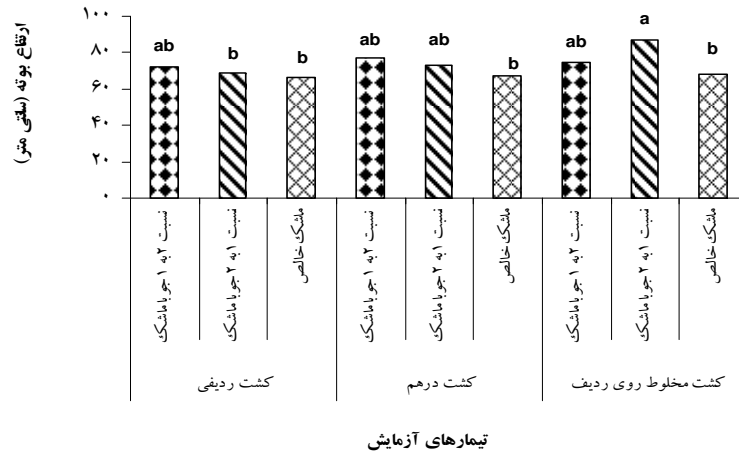 ارتفاع بوته (سانتی متر)
۱۰۰
۸۰
۶۰
۴۰
۲۰
۰
ab
b
b
ab
ab
b
ab
a
b
نسبت ۲ به ۱ جو با ماشک
نسبت ۱ به ۲ جو با ماشک
ماشک خالص
نسبت ۲ به ۱ جو با ماشک
نسبت ۱ به ۲ جو با ماشک
ماشک خالص
نسبت ۲ به ۱ جو با ماشک
نسبت ۱ به ۲ جو با ماشک
ماشک خالص
کشت ردیفی
کشت درهم
کشت مخلوط روی ردیف
تیمارهای آزمایش